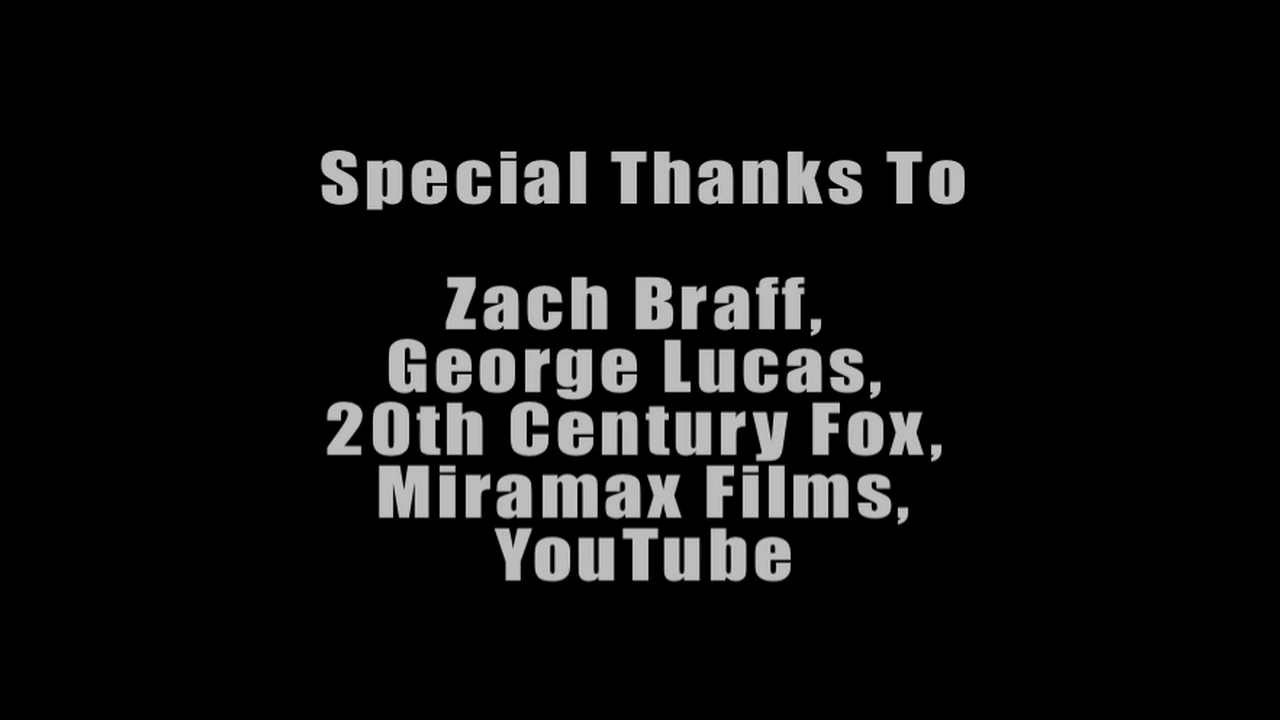 Special Thanks To
Zach Braff,
George Lucas,
20th Century Fox,
Miramax Films,
YouTube